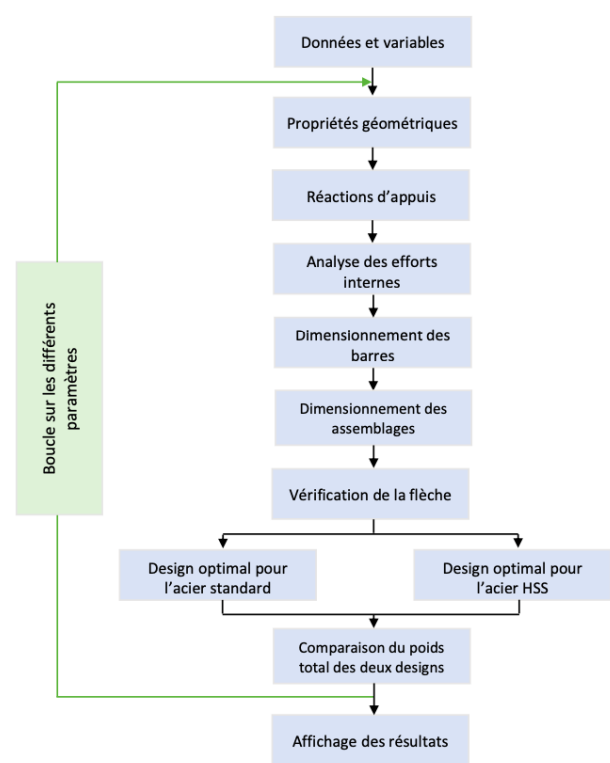 Données et variables
Propriétés géométriques
Réactions d'appuis
Analyse des efforts
internes
Dimensionnement des
barres
Dimensionnement des
assemblages
Vérification de la flèche
Design optimal pour
l'acier standard
Design optimal pour
l'acier HSS
Comparaison du poids
total des deux designs
Affichage des résultats
Boucle sur les différents
paramètres